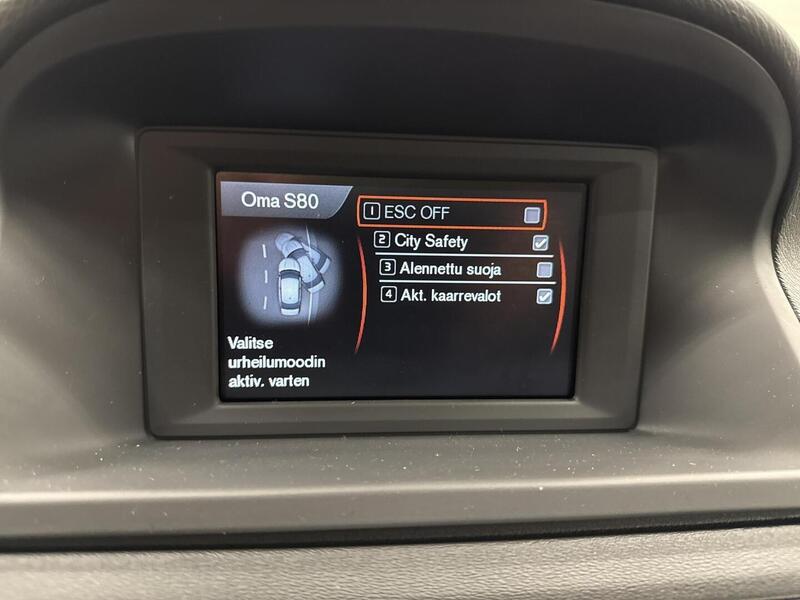 Oma S80
1 ESC OFF
2 City Safety
3 Alennettu suoja
4 Akt. kaarrevalot
Valitse
urheilumoodin
aktiv. varten